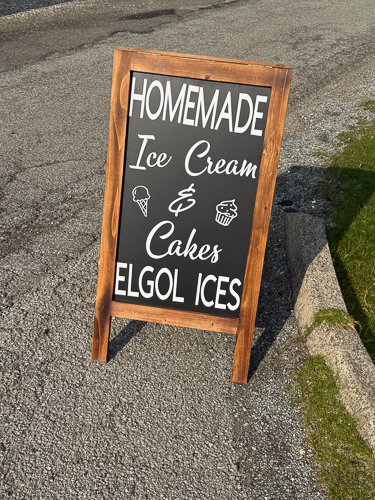 HOMEMADE
Ice Cream
&
Cakes
ELGOL ICES